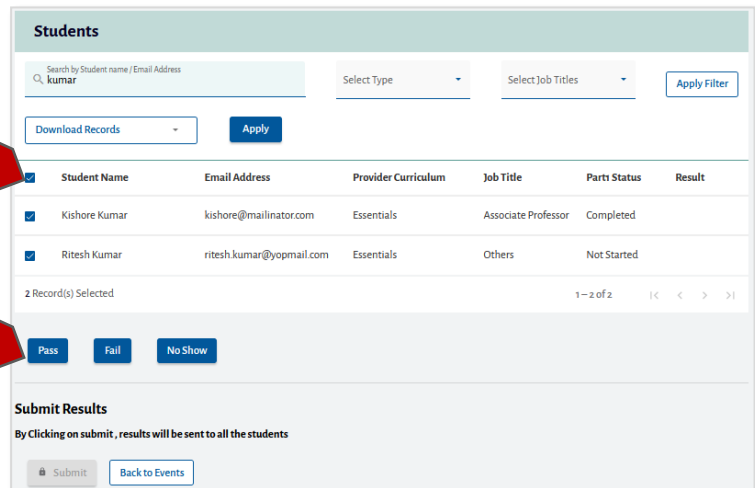 Students
Search by Student name / Email Address
kumar
Select Type
Select Job Titles
Apply Filter
Download Records
Apply
Student Name Email Address Provider Curriculum Job Title Part1 Status Result
Kishore Kumar kishore@mailinator.com Essentials Associate Professor Completed
Ritesh Kumar ritesh.kumar@yopmail.com Essentials Others Not Started
2 Record(s) Selected 1 – 2 of 2
Pass Fail No Show
Submit Results
By Clicking on submit , results will be sent to all the students
Submit Back to Events